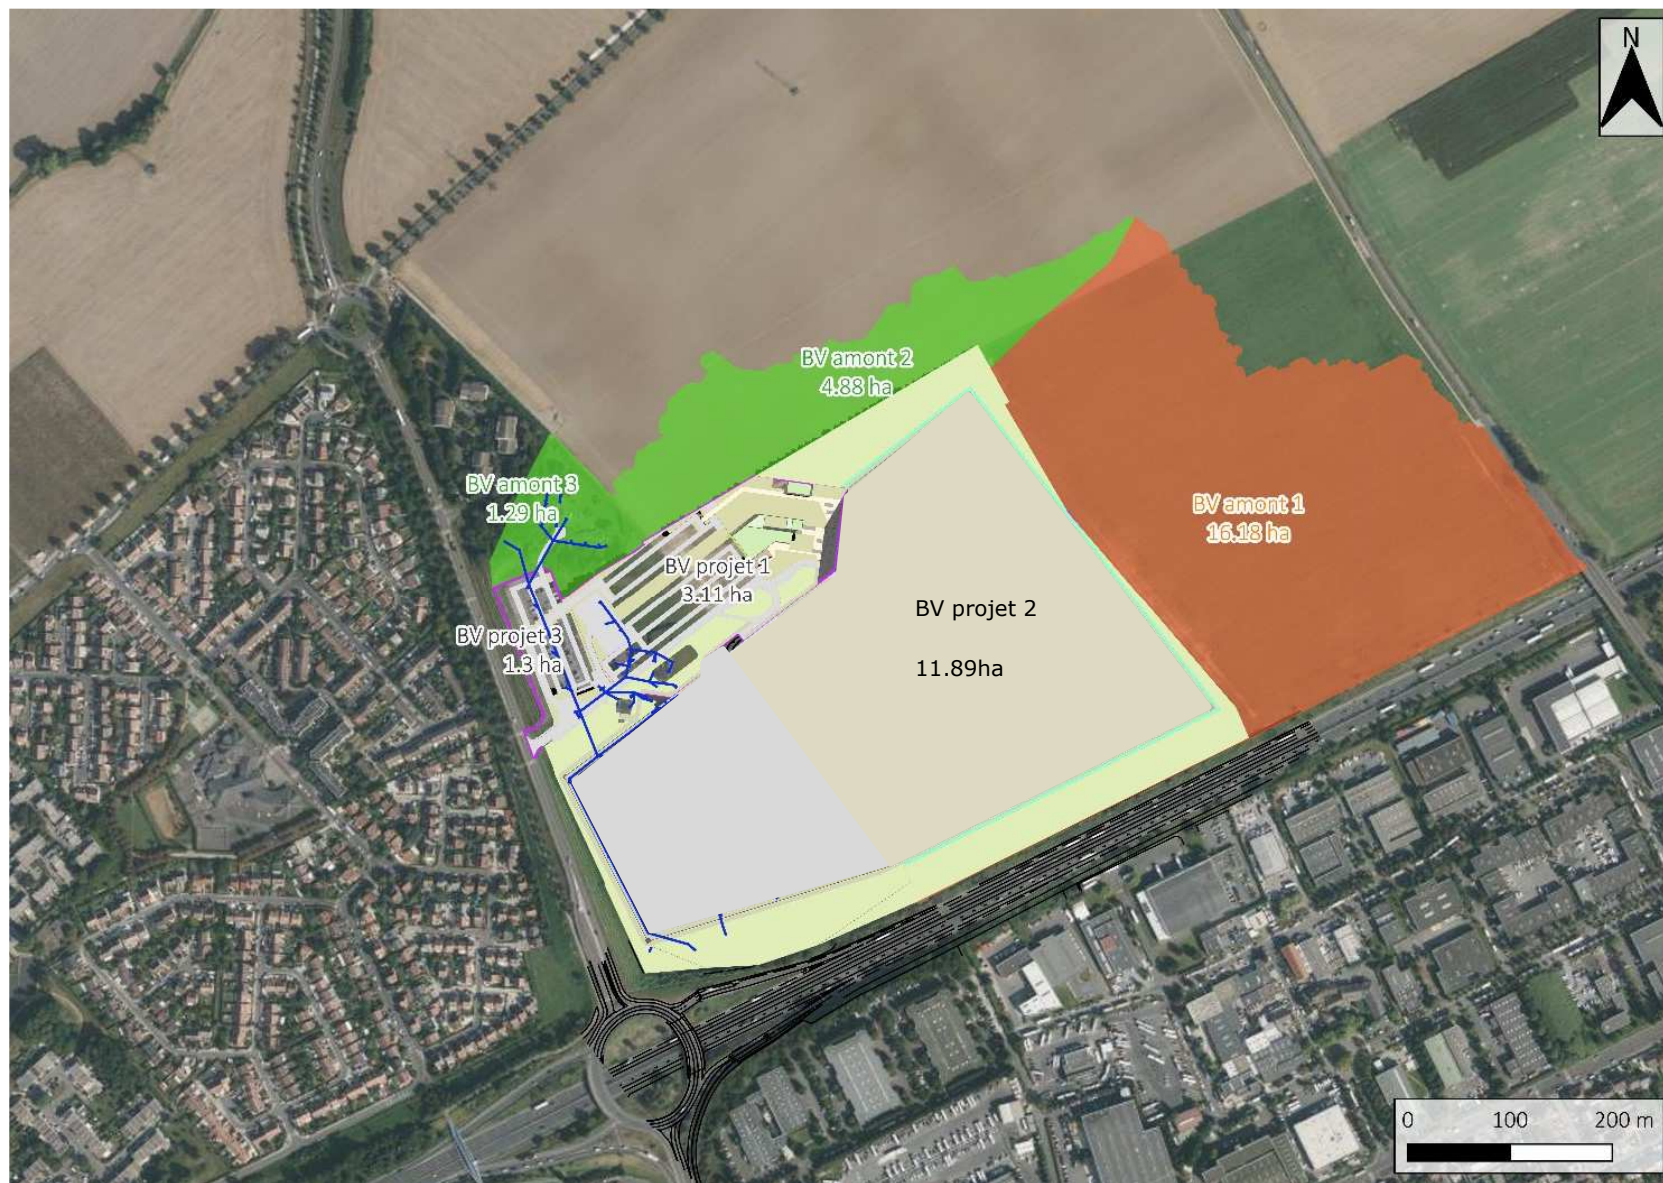 N
BV amont 2
4.88 ha
BV amont 3
1.29 ha
BV amont 1
16.18 ha
BV projet 1
3.11 ha
BV projet 2
11.89ha
BV projet 3
1.3 ha
0 100 200 m